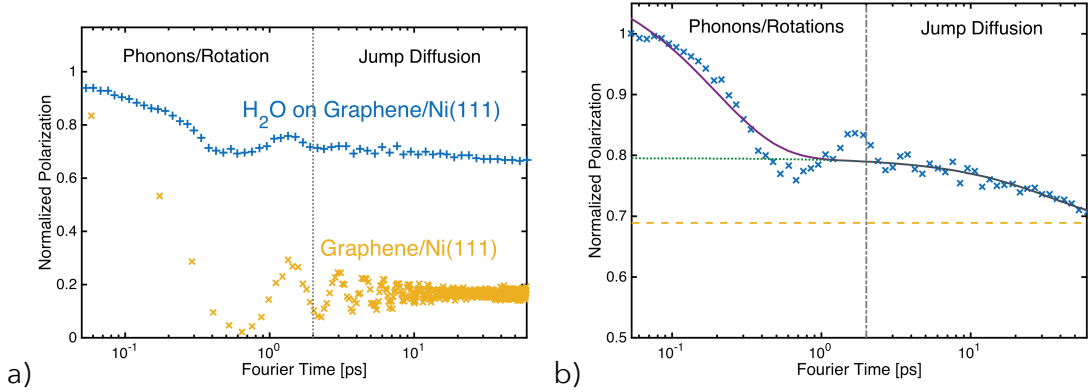 Phonons/Rotation
Jump Diffusion
H₂O on Graphene/Ni(111)
Graphene/Ni(111)
Normalized Polarization
1
0.8
0.6
0.4
0.2
0
10⁻¹
10⁰
10¹
Fourier Time [ps]
a)
Phonons/Rotations
Jump Diffusion
Normalized Polarization
1
0.9
0.8
0.7
0.6
0.5
10⁻¹
10⁰
10¹
Fourier Time [ps]
b)